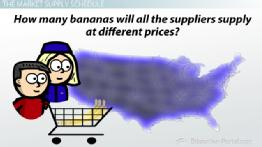 THE MARKET SUPPLY SCHEDULE
How many bananas will all the suppliers supply
at different prices?